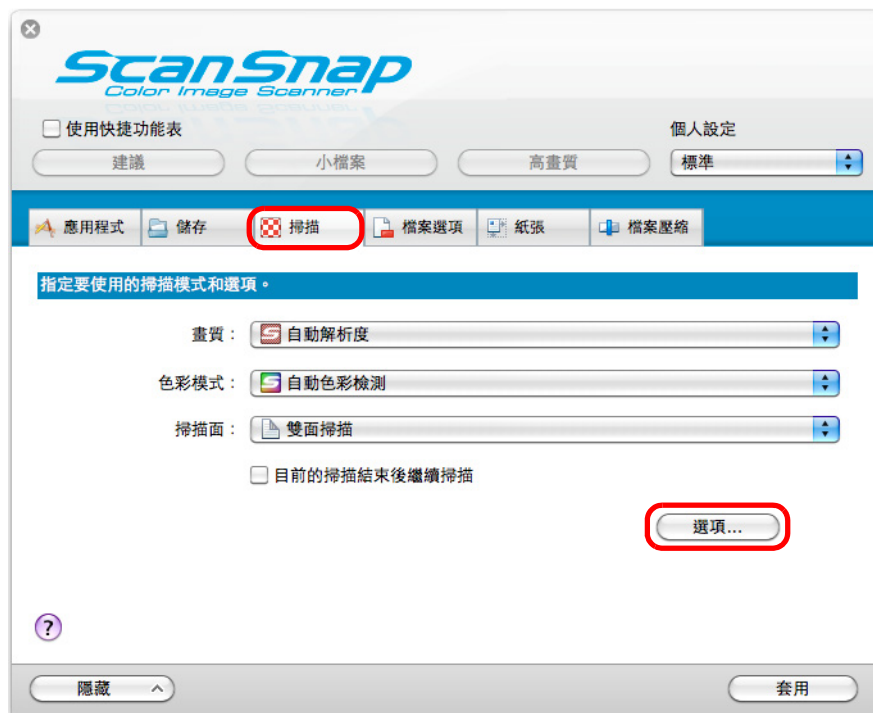 ScanSnap
Color Image Scanner
使用快捷功能表
個人設定
建議 小檔案 高畫質 標準
應用程式 儲存 掃描 檔案選項 紙張 檔案壓縮
指定要使用的掃描模式和選項。
畫質： 自動解析度
色彩模式： 自動色彩檢測
掃描面： 雙面掃描
目前的掃描結束後繼續掃描
選項...
?
隱藏 套用